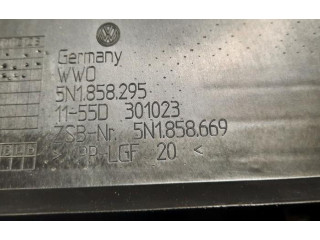 Germany
WWO
5N1.858.295
11-55D 301023
ZSB-Nr. 5N1.858.669
> PP LGF 20 <